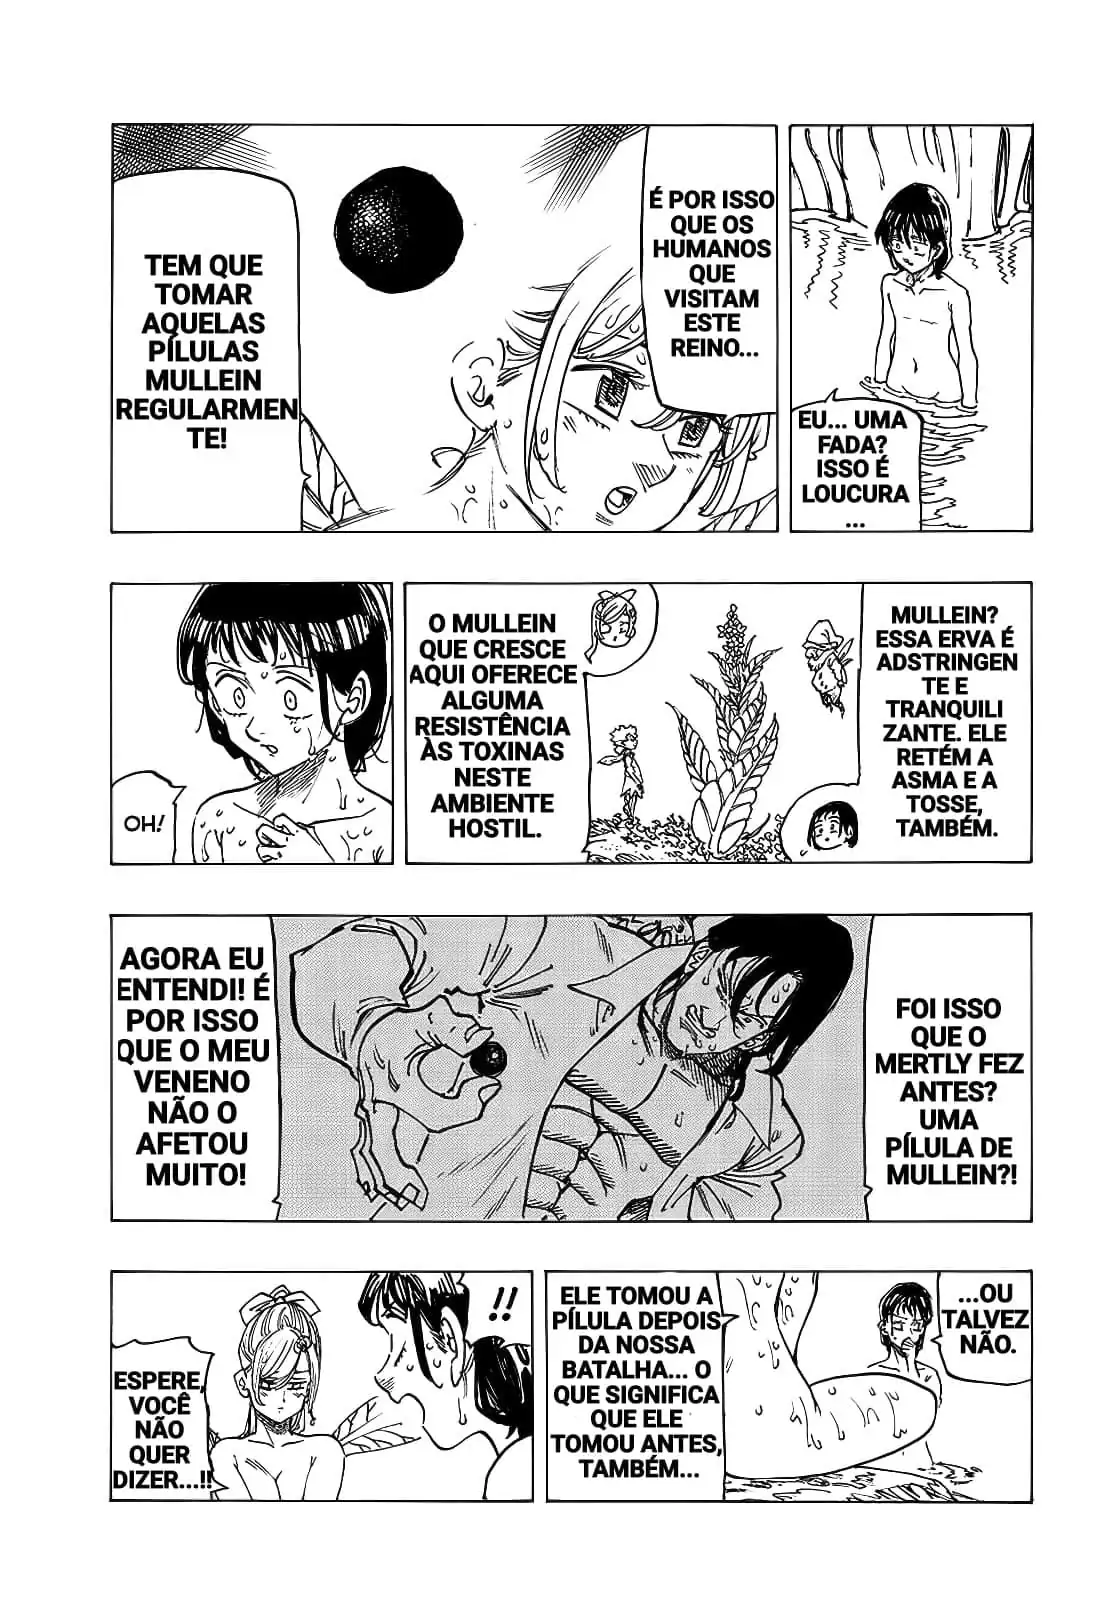 EU... UMA
FADA?
ISSO É
LOUCURA
...
É POR ISSO
QUE OS
HUMANOS
QUE
VISITAM
ESTE
REINO...
TEM QUE
TOMAR
AQUELAS
PÍLULAS
MULLEIN
REGULARMEN
TE!
MULLEIN?
ESSA ERVA É
ADSTRINGEN
TE E
TRANQUILI
ZANTE. ELE
RETÉM A
ASMA E A
TOSSE,
TAMBÉM.
O MULLEIN
QUE CRESCE
AQUI OFERECE
ALGUMA
RESISTÊNCIA
ÀS TOXINAS
NESTE
AMBIENTE
HOSTIL.
OH!
FOI ISSO
QUE O
MERTLY FEZ
ANTES?
UMA
PÍLULA DE
MULLEIN?!
AGORA EU
ENTENDI! É
POR ISSO
QUE O MEU
VENENO
NÃO O
AFETOU
MUITO!
...OU
TALVEZ
NÃO.
ELE TOMOU A
PÍLULA DEPOIS
DA NOSSA
BATALHA... O
QUE SIGNIFICA
QUE ELE
TOMOU ANTES,
TAMBÉM...
!!
ESPERE,
VOCÊ
NÃO
QUER
DIZER...!!